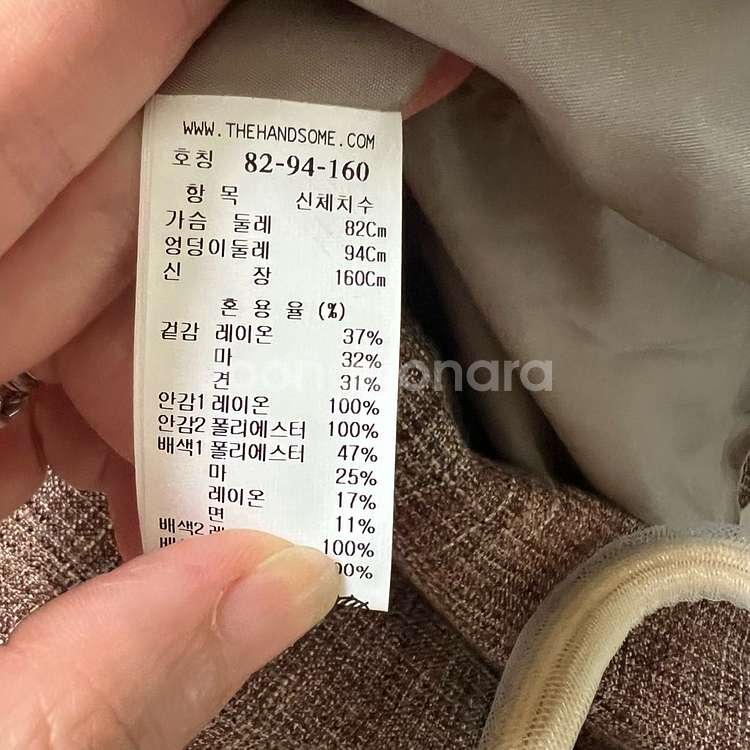 WWW.THEHANDSOME.COM
호칭 82-94-160
항 목 신체치수
가슴 둘레 82Cm
엉덩이둘레 94Cm
신 장 160Cm
혼 용 율 (%)
겉감 레이온 37%
마 32%
견 31%
안감1 레이온 100%
안감2 폴리에스터 100%
배색1 폴리에스터 47%
마 25%
레이온 17%
면 11%
배색2 100%